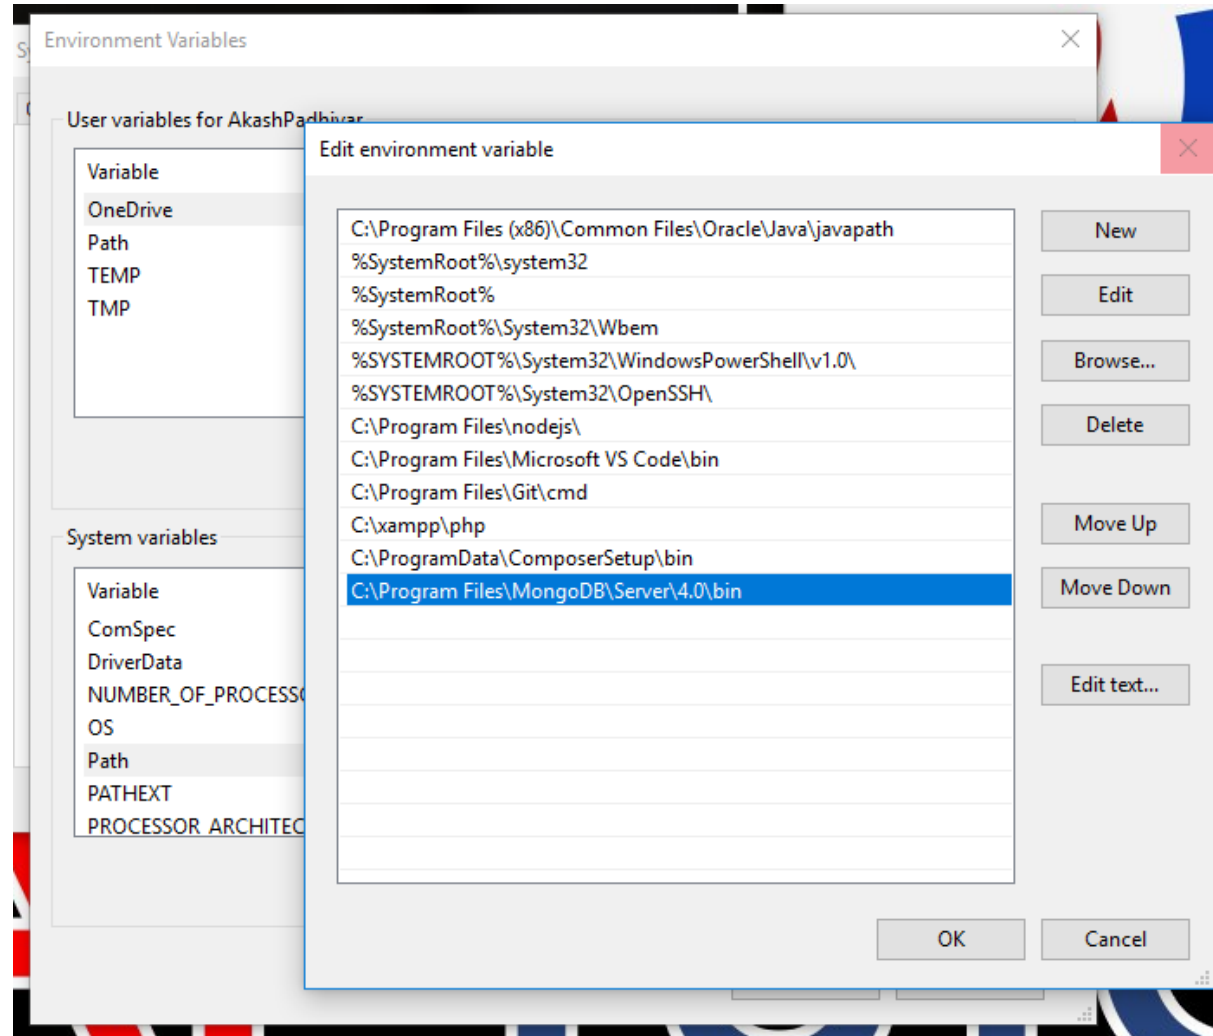 Environment Variables
User variables for AkashPadhiyar
Variable
OneDrive
Path
TEMP
TMP
System variables
Variable
ComSpec
DriverData
NUMBER_OF_PROCESSO
OS
Path
PATHEXT
PROCESSOR_ARCHITEC
Edit environment variable
C:\Program Files (x86)\Common Files\Oracle\Java\javapath
%SystemRoot%\system32
%SystemRoot%
%SystemRoot%\System32\Wbem
%SYSTEMROOT%\System32\WindowsPowerShell\v1.0\
%SYSTEMROOT%\System32\OpenSSH\
C:\Program Files\nodejs\
C:\Program Files\Microsoft VS Code\bin
C:\Program Files\Git\cmd
C:\xampp\php
C:\ProgramData\ComposerSetup\bin
C:\Program Files\MongoDB\Server\4.0\bin
New
Edit
Browse...
Delete
Move Up
Move Down
Edit text...
OK
Cancel